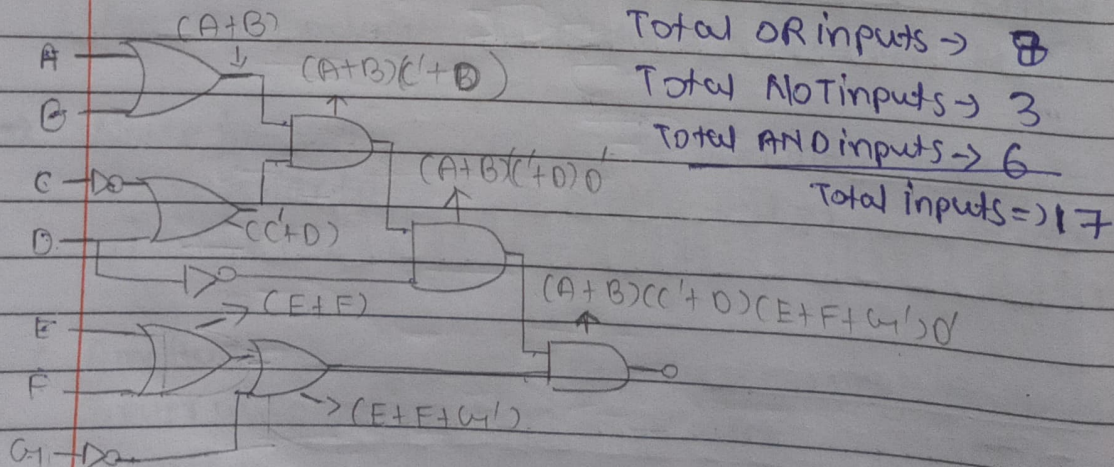 (A+B)
Total OR inputs → 8
A
(A+B)(C'+D)
Total NOT inputs → 3
B
Total AND inputs → 6
C
(A+B)(C'+D)D'
Total inputs => 17
D
(C'+D)
(E+F)
(A+B)(C'+D)(E+F+G')D'
E
F
(E+F+G')
G